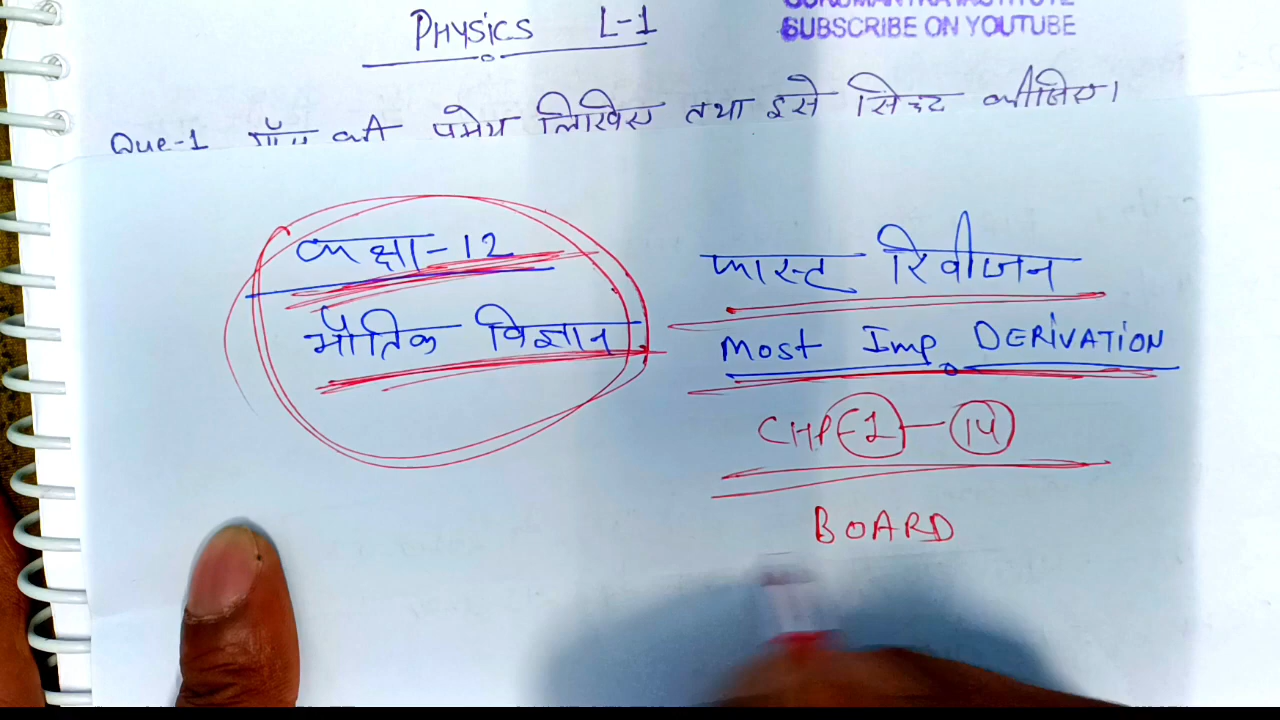 PHYSICS L-1
SUBSCRIBE ON YOUTUBE
Que-1 गॉस का प्रमेय लिखिए तथा इसे सिद्ध कीजिए।
कक्षा-12
भौतिक विज्ञान
फास्ट रिवीजन
Most Imp. DERIVATION
CHP-1-14
BOARD